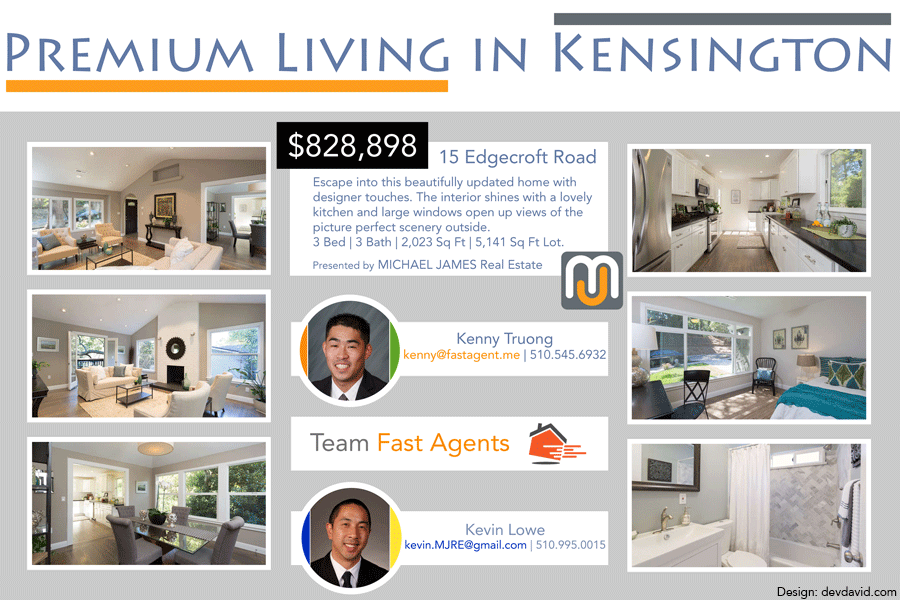 Premium Living in Kensington
$828,898
15 Edgecroft Road
Escape into this beautifully updated home with
designer touches. The interior shines with a lovely
kitchen and large windows open up views of the
picture perfect scenery outside.
3 Bed | 3 Bath | 2,023 Sq Ft | 5,141 Sq Ft Lot.
Presented by MICHAEL JAMES Real Estate
MJ
Kenny Truong
kenny@fastagent.me | 510.545.6932
Team Fast Agents
Kevin Lowe
kevin.MJRE@gmail.com | 510.995.0015
Design: devdavid.com